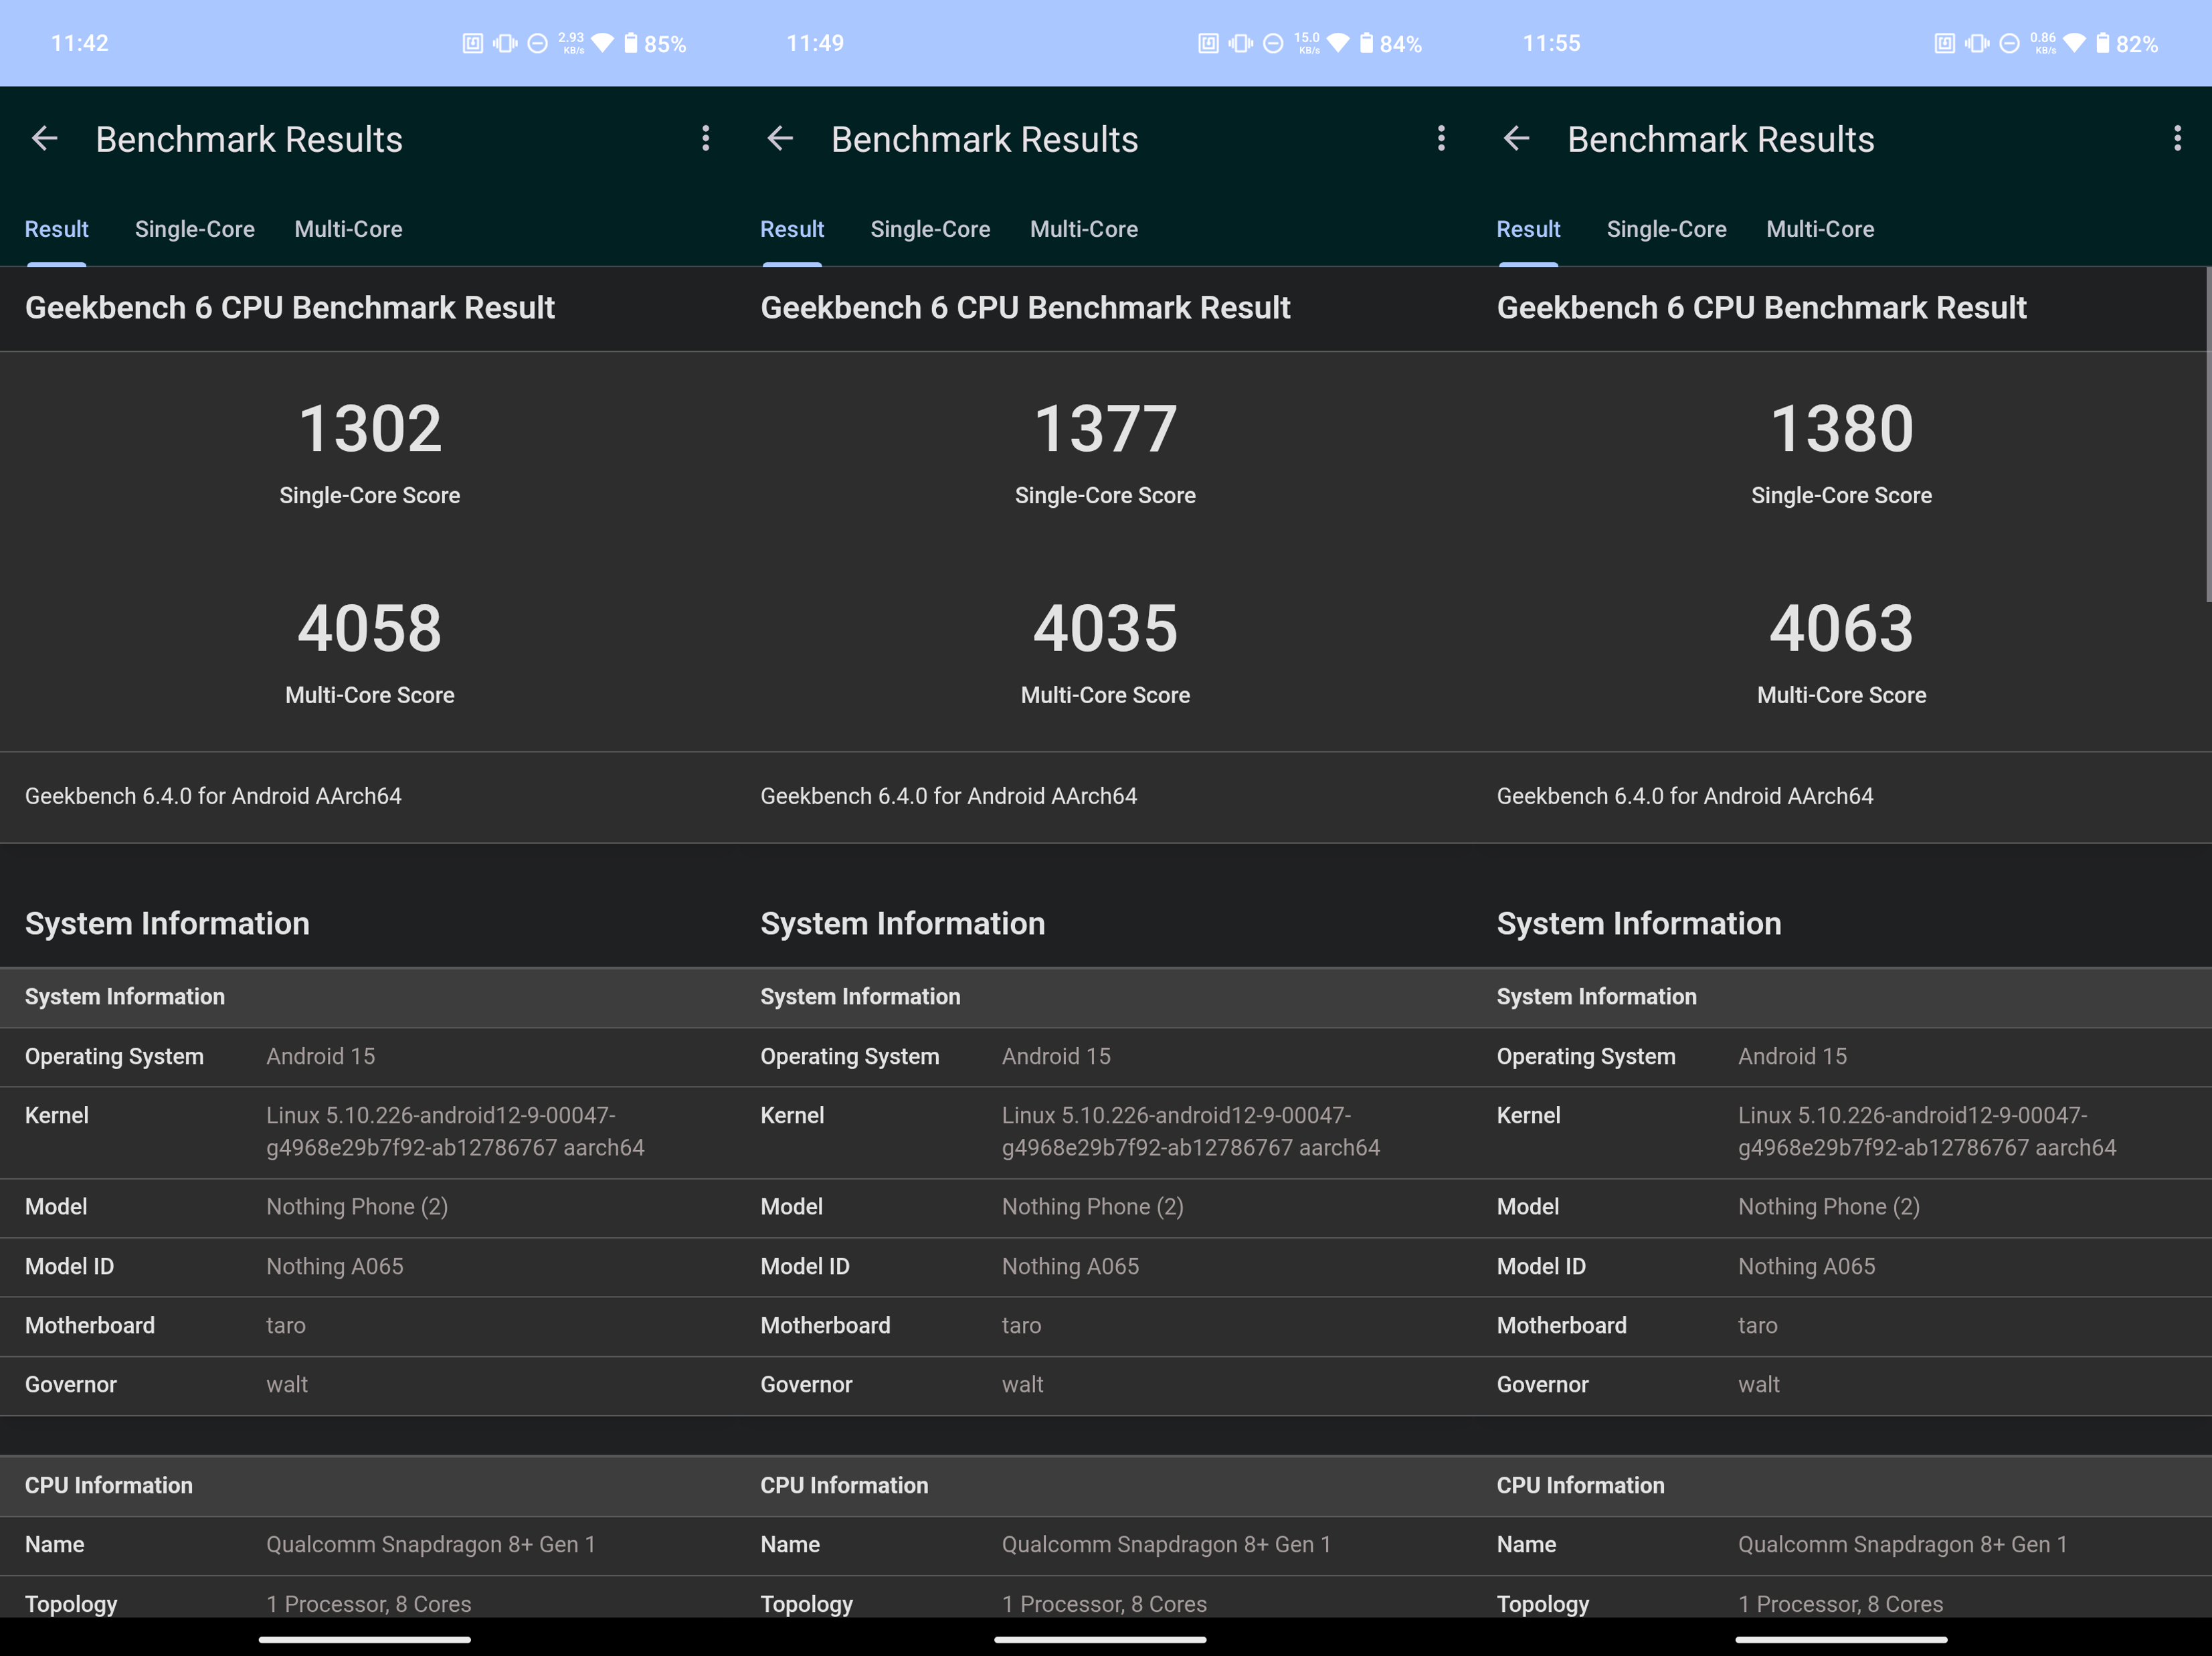 11:42 2.93 KB/s 85%
Benchmark Results
Result Single-Core Multi-Core
Geekbench 6 CPU Benchmark Result
1302
Single-Core Score
4058
Multi-Core Score
Geekbench 6.4.0 for Android AArch64
System Information
System Information
Operating System Android 15
Kernel Linux 5.10.226-android12-9-00047-
g4968e29b7f92-ab12786767 aarch64
Model Nothing Phone (2)
Model ID Nothing A065
Motherboard taro
Governor walt
CPU Information
Name Qualcomm Snapdragon 8+ Gen 1
Topology 1 Processor, 8 Cores
11:49 15.0 KB/s 84%
Benchmark Results
Result Single-Core Multi-Core
Geekbench 6 CPU Benchmark Result
1377
Single-Core Score
4035
Multi-Core Score
Geekbench 6.4.0 for Android AArch64
System Information
System Information
Operating System Android 15
Kernel Linux 5.10.226-android12-9-00047-
g4968e29b7f92-ab12786767 aarch64
Model Nothing Phone (2)
Model ID Nothing A065
Motherboard taro
Governor walt
CPU Information
Name Qualcomm Snapdragon 8+ Gen 1
Topology 1 Processor, 8 Cores
11:55 0.86 KB/s 82%
Benchmark Results
Result Single-Core Multi-Core
Geekbench 6 CPU Benchmark Result
1380
Single-Core Score
4063
Multi-Core Score
Geekbench 6.4.0 for Android AArch64
System Information
System Information
Operating System Android 15
Kernel Linux 5.10.226-android12-9-00047-
g4968e29b7f92-ab12786767 aarch64
Model Nothing Phone (2)
Model ID Nothing A065
Motherboard taro
Governor walt
CPU Information
Name Qualcomm Snapdragon 8+ Gen 1
Topology 1 Processor, 8 Cores